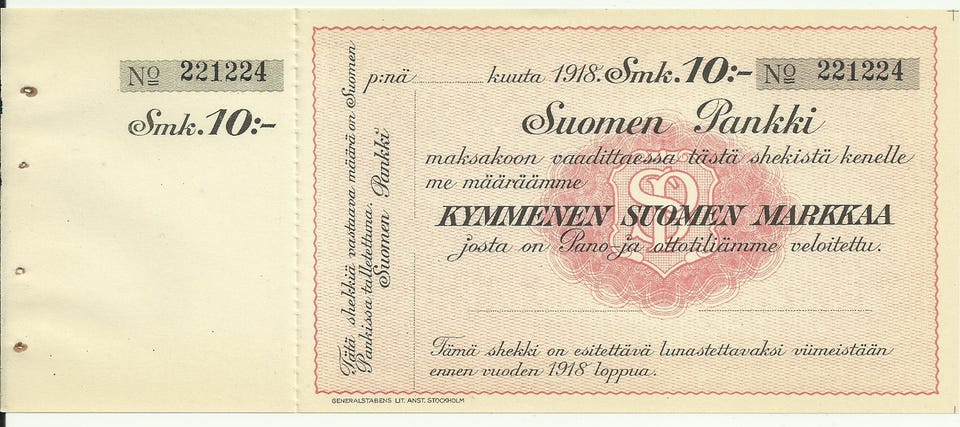 No 221224
Smk. 10:-
Tätä shekkiä vastaava määrä on Suomen
Pankissa talletettuna. Suomen Pankki
p:nä kuuta 1918. Smk. 10:- No 221224
Suomen Pankki
maksakoon vaadittaessa tästä shekistä kenelle
me määräämme
KYMMENEN SUOMEN MARKKAA
josta on Pano-ja ottotiliämme veloitettu.
SP
Tämä shekki on esitettävä lunastettavaksi viimeistään
ennen vuoden 1918 loppua.
GENERALSTABENS LIT. ANST. STOCKHOLM